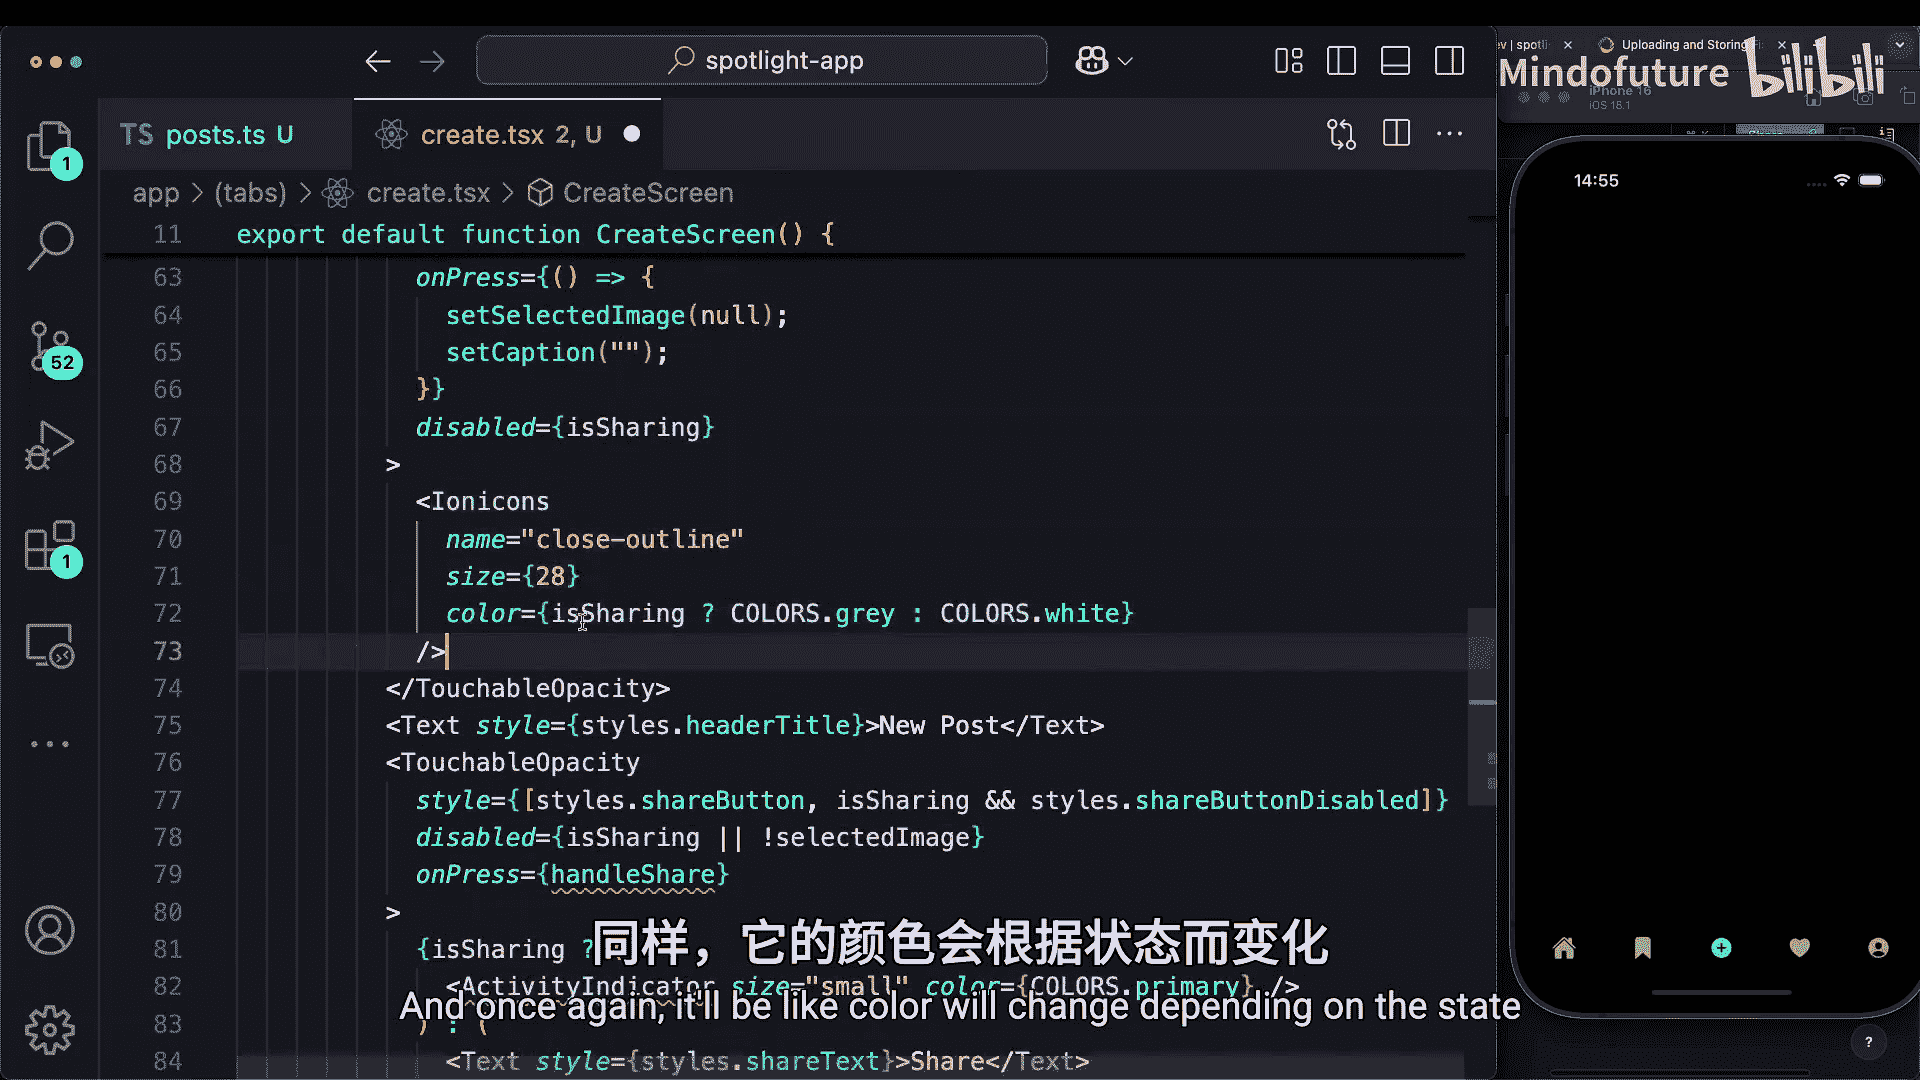 spotlight-app
ev | spotli
Uploading and Storing Fi
Mindofuture bilibili
iPhone 16
iOS 18.1
TS posts.ts U
create.tsx 2, U
app > (tabs) > create.tsx > CreateScreen
11 export default function CreateScreen() {
63 onPress={() => {
64 setSelectedImage(null);
65 setCaption("");
66 }}
67 disabled={isSharing}
68 >
69 <Ionicons
70 name="close-outline"
71 size={28}
72 color={isSharing ? COLORS.grey : COLORS.white}
73 />
74 </TouchableOpacity>
75 <Text style={styles.headerTitle}>New Post</Text>
76 <TouchableOpacity
77 style={[styles.shareButton, isSharing && styles.shareButtonDisabled]}
78 disabled={isSharing || !selectedImage}
79 onPress={handleShare}
80 >
81 {isSharing ?
82 <ActivityIndicator size="small" color={COLORS.primary} />
83 ) : (
84 <Text style={styles.shareText}>Share</Text>
1
52
1
14:55
?
同样，它的颜色会根据状态而变化
And once again, it'll be like color will change depending on the state